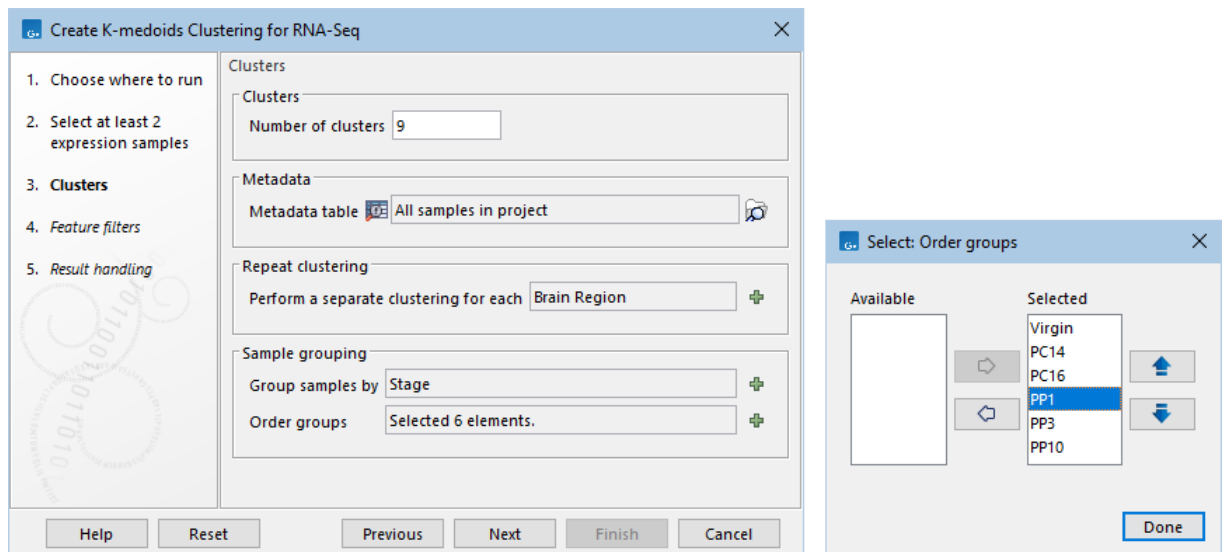 Create K-medoids Clustering for RNA-Seq
1. Choose where to run
2. Select at least 2
expression samples
3. Clusters
4. Feature filters
5. Result handling
Clusters
Clusters
Number of clusters 9
Metadata
Metadata table All samples in project
Repeat clustering
Perform a separate clustering for each Brain Region
Sample grouping
Group samples by Stage
Order groups Selected 6 elements.
Help Reset Previous Next Finish Cancel
Select: Order groups
Available Selected
Virgin
PC14
PC16
PP1
PP3
PP10
Done